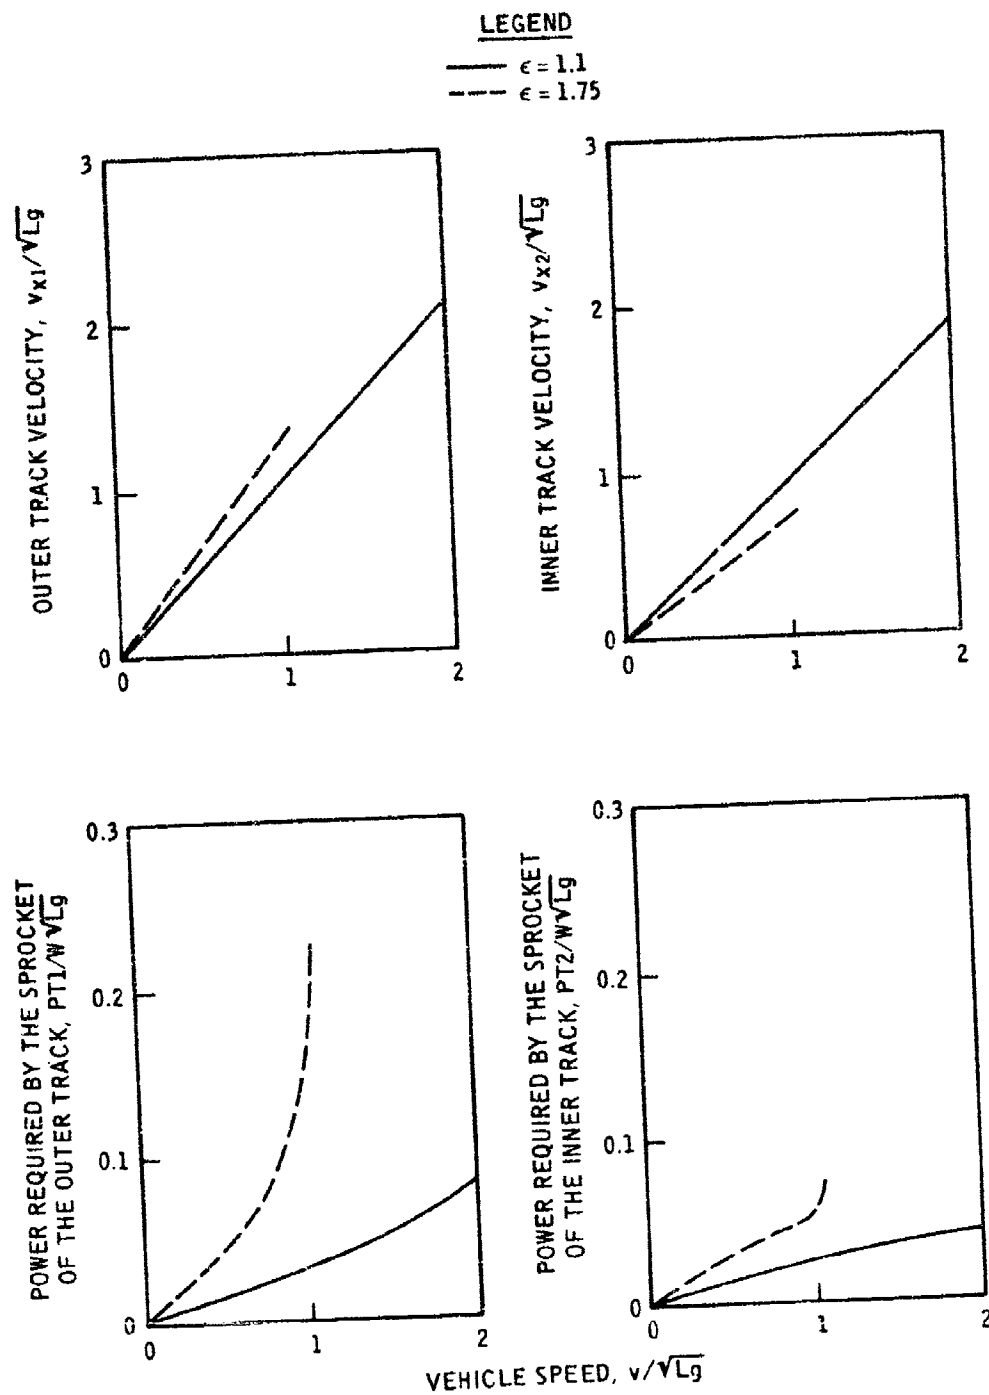 LEGEND
ϵ = 1.1
ϵ = 1.75
OUTER TRACK VELOCITY, vx1/√Lg
3
2
1
0
0 1 2
INNER TRACK VELOCITY, vx2/√Lg
3
2
1
0
0 1 2
POWER REQUIRED BY THE SPROCKET
OF THE OUTER TRACK, PT1/W√Lg
0.3
0.2
0.1
0
0 1 2
POWER REQUIRED BY THE SPROCKET
OF THE INNER TRACK, PT2/W√Lg
0.3
0.2
0.1
0
0 1 2
VEHICLE SPEED, v/√Lg